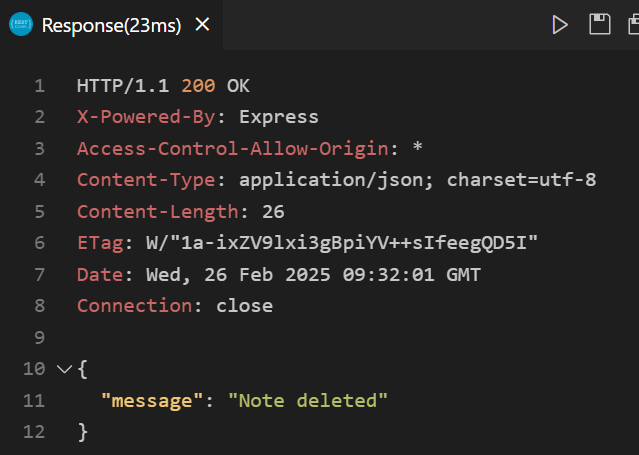 Response(23ms)
1 HTTP/1.1 200 OK
2 X-Powered-By: Express
3 Access-Control-Allow-Origin: *
4 Content-Type: application/json; charset=utf-8
5 Content-Length: 26
6 ETag: W/"1a-ixZV9lxi3gBpiYV++sIfeegQD5I"
7 Date: Wed, 26 Feb 2025 09:32:01 GMT
8 Connection: close
9
10 {
11 "message": "Note deleted"
12 }